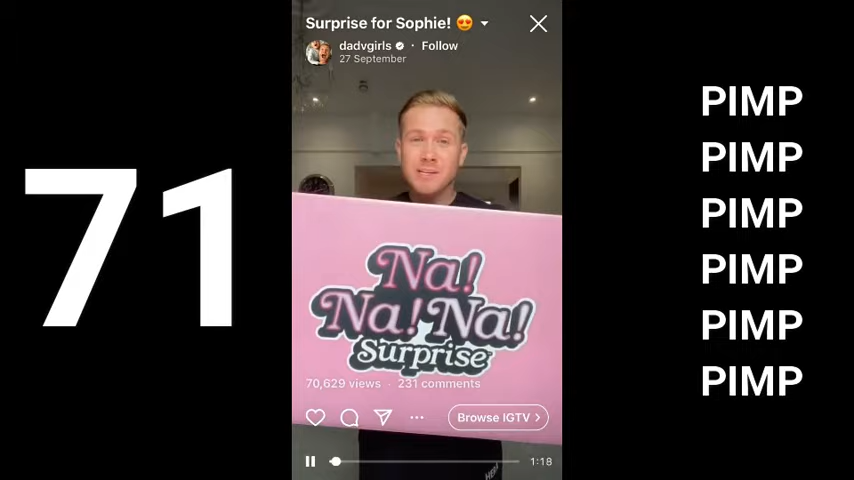 Surprise for Sophie! 😍
dadvgirls · Follow
27 September
71
PIMP
PIMP
PIMP
PIMP
PIMP
PIMP
Na!
Na! Na!
Surprise
70,629 views · 231 comments
Browse IGTV >
1:18